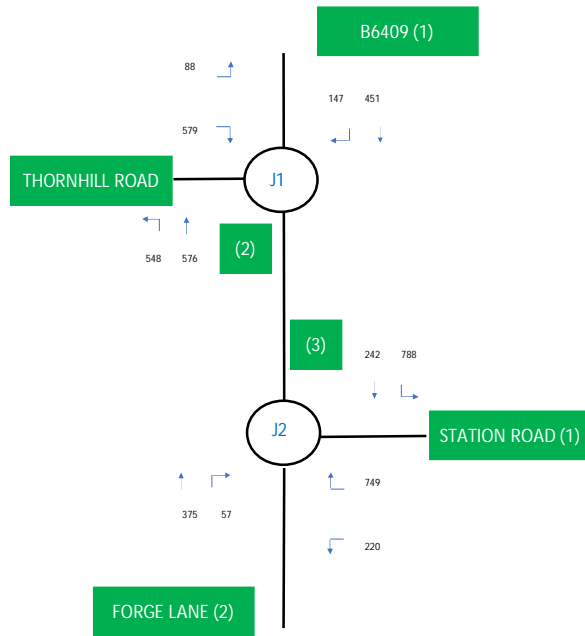 B6409 (1)
88
147 451
579
THORNHILL ROAD
J1
(2)
548 576
(3)
242 788
J2
STATION ROAD (1)
749
375 57
220
FORGE LANE (2)